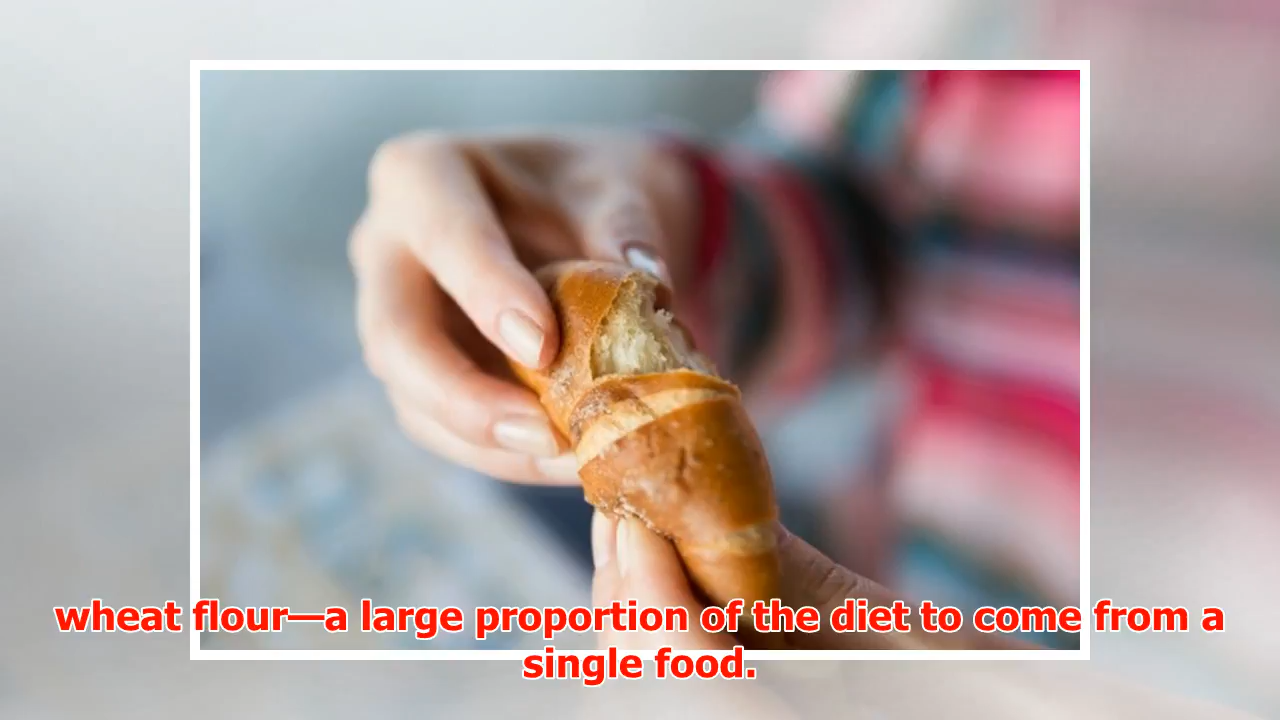 wheat flour—a large proportion of the diet to come from a
single food.